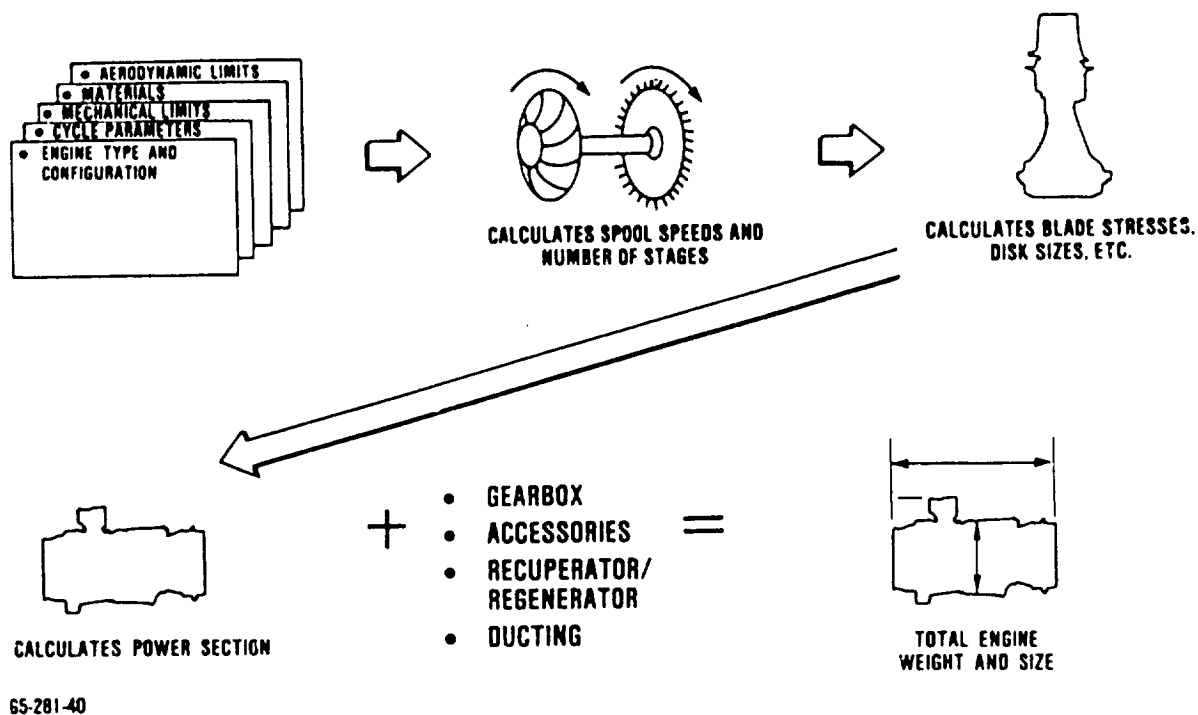 • AERODYNAMIC LIMITS
• MATERIALS
• MECHANICAL LIMITS
• CYCLE PARAMETERS
• ENGINE TYPE AND
CONFIGURATION
CALCULATES SPOOL SPEEDS AND
NUMBER OF STAGES
CALCULATES BLADE STRESSES,
DISK SIZES, ETC.
CALCULATES POWER SECTION
+
• GEARBOX
• ACCESSORIES
• RECUPERATOR/
REGENERATOR
• DUCTING
=
TOTAL ENGINE
WEIGHT AND SIZE
65-281-40